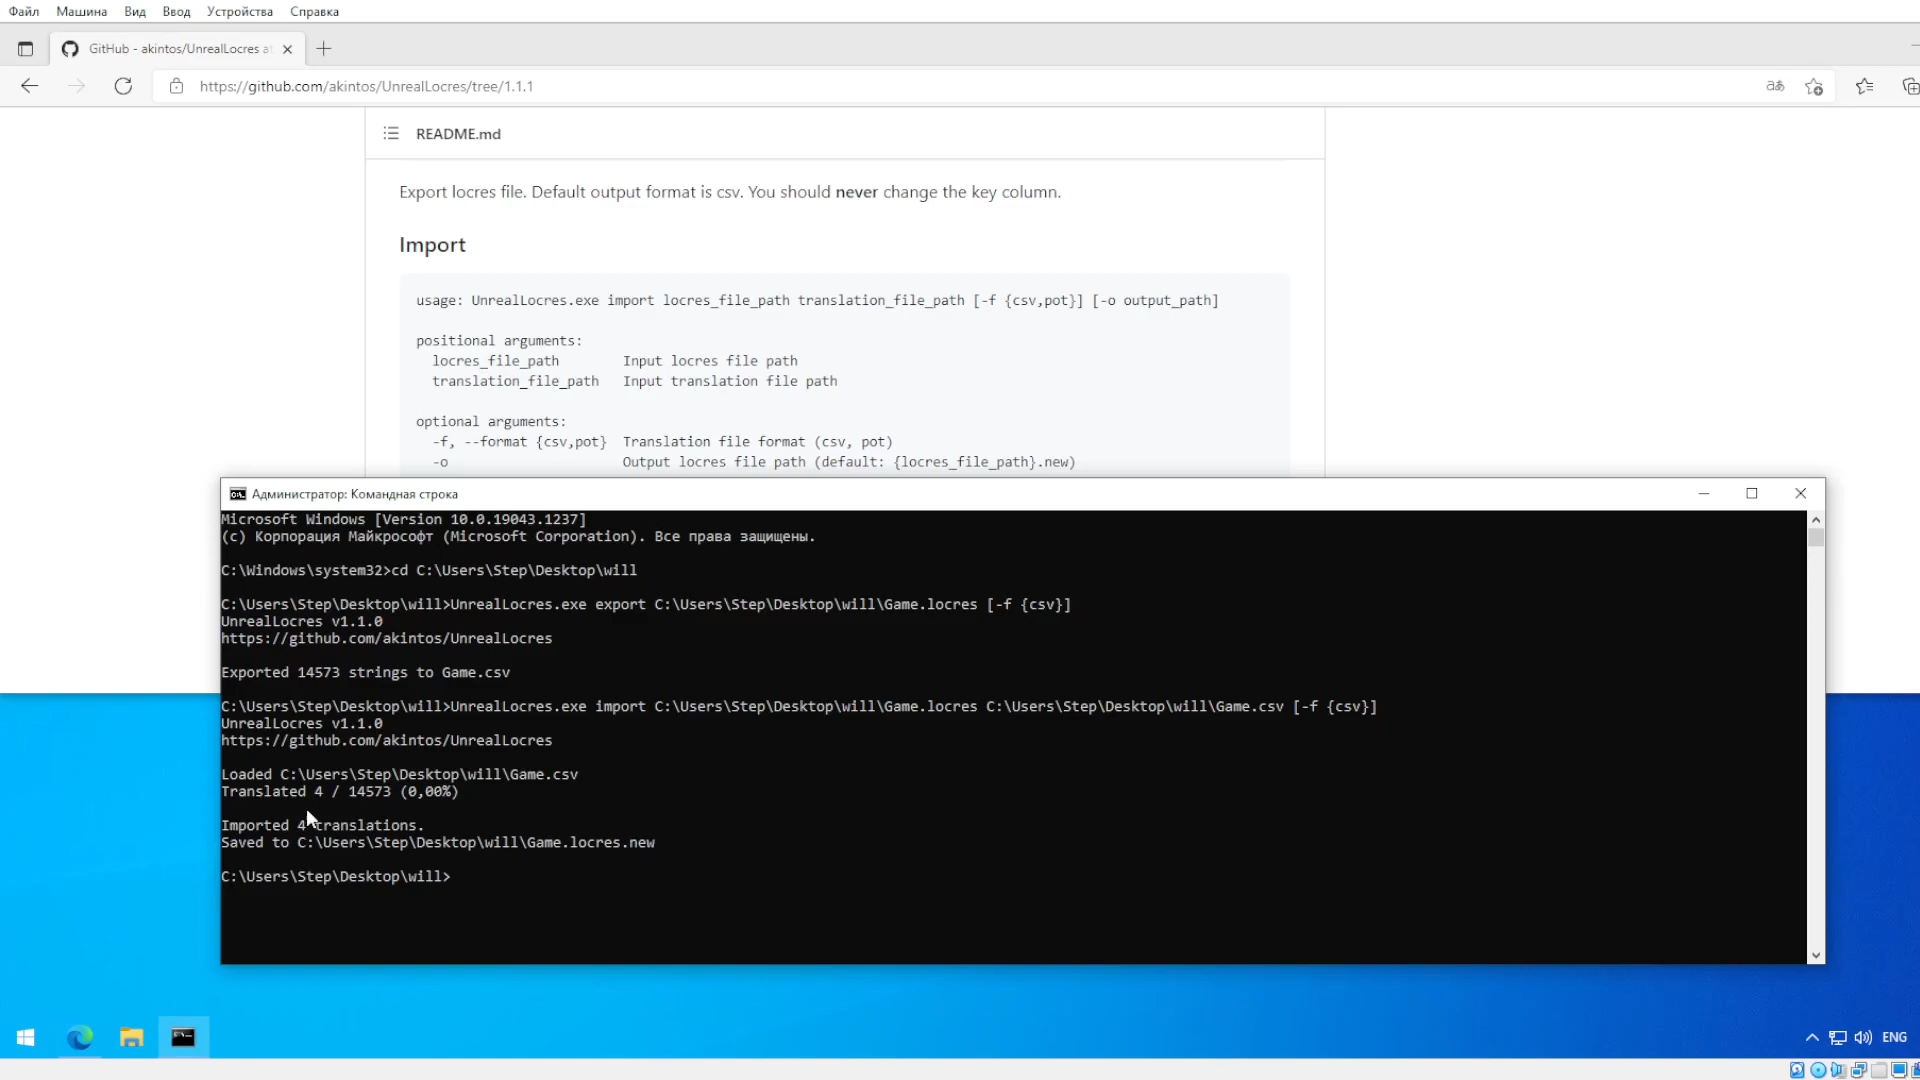 Файл Машина Вид Ввод Устройства Справка
GitHub - akintos/UnrealLocres at
https://github.com/akintos/UnrealLocres/tree/1.1.1
README.md
Export locres file. Default output format is csv. You should never change the key column.
Import
usage: UnrealLocres.exe import locres_file_path translation_file_path [-f {csv,pot}] [-o output_path]
positional arguments:
locres_file_path Input locres file path
translation_file_path Input translation file path
optional arguments:
-f, --format {csv,pot} Translation file format (csv, pot)
-o Output locres file path (default: {locres_file_path}.new)
Администратор: Командная строка
Microsoft Windows [Version 10.0.19043.1237]
(c) Корпорация Майкрософт (Microsoft Corporation). Все права защищены.
C:\Windows\system32>cd C:\Users\Step\Desktop\will
C:\Users\Step\Desktop\will>UnrealLocres.exe export C:\Users\Step\Desktop\will\Game.locres [-f {csv}]
UnrealLocres v1.1.0
https://github.com/akintos/UnrealLocres
Exported 14573 strings to Game.csv
C:\Users\Step\Desktop\will>UnrealLocres.exe import C:\Users\Step\Desktop\will\Game.locres C:\Users\Step\Desktop\will\Game.csv [-f {csv}]
UnrealLocres v1.1.0
https://github.com/akintos/UnrealLocres
Loaded C:\Users\Step\Desktop\will\Game.csv
Translated 4 / 14573 (0,00%)
Imported 4 translations.
Saved to C:\Users\Step\Desktop\will\Game.locres.new
C:\Users\Step\Desktop\will>
ENG